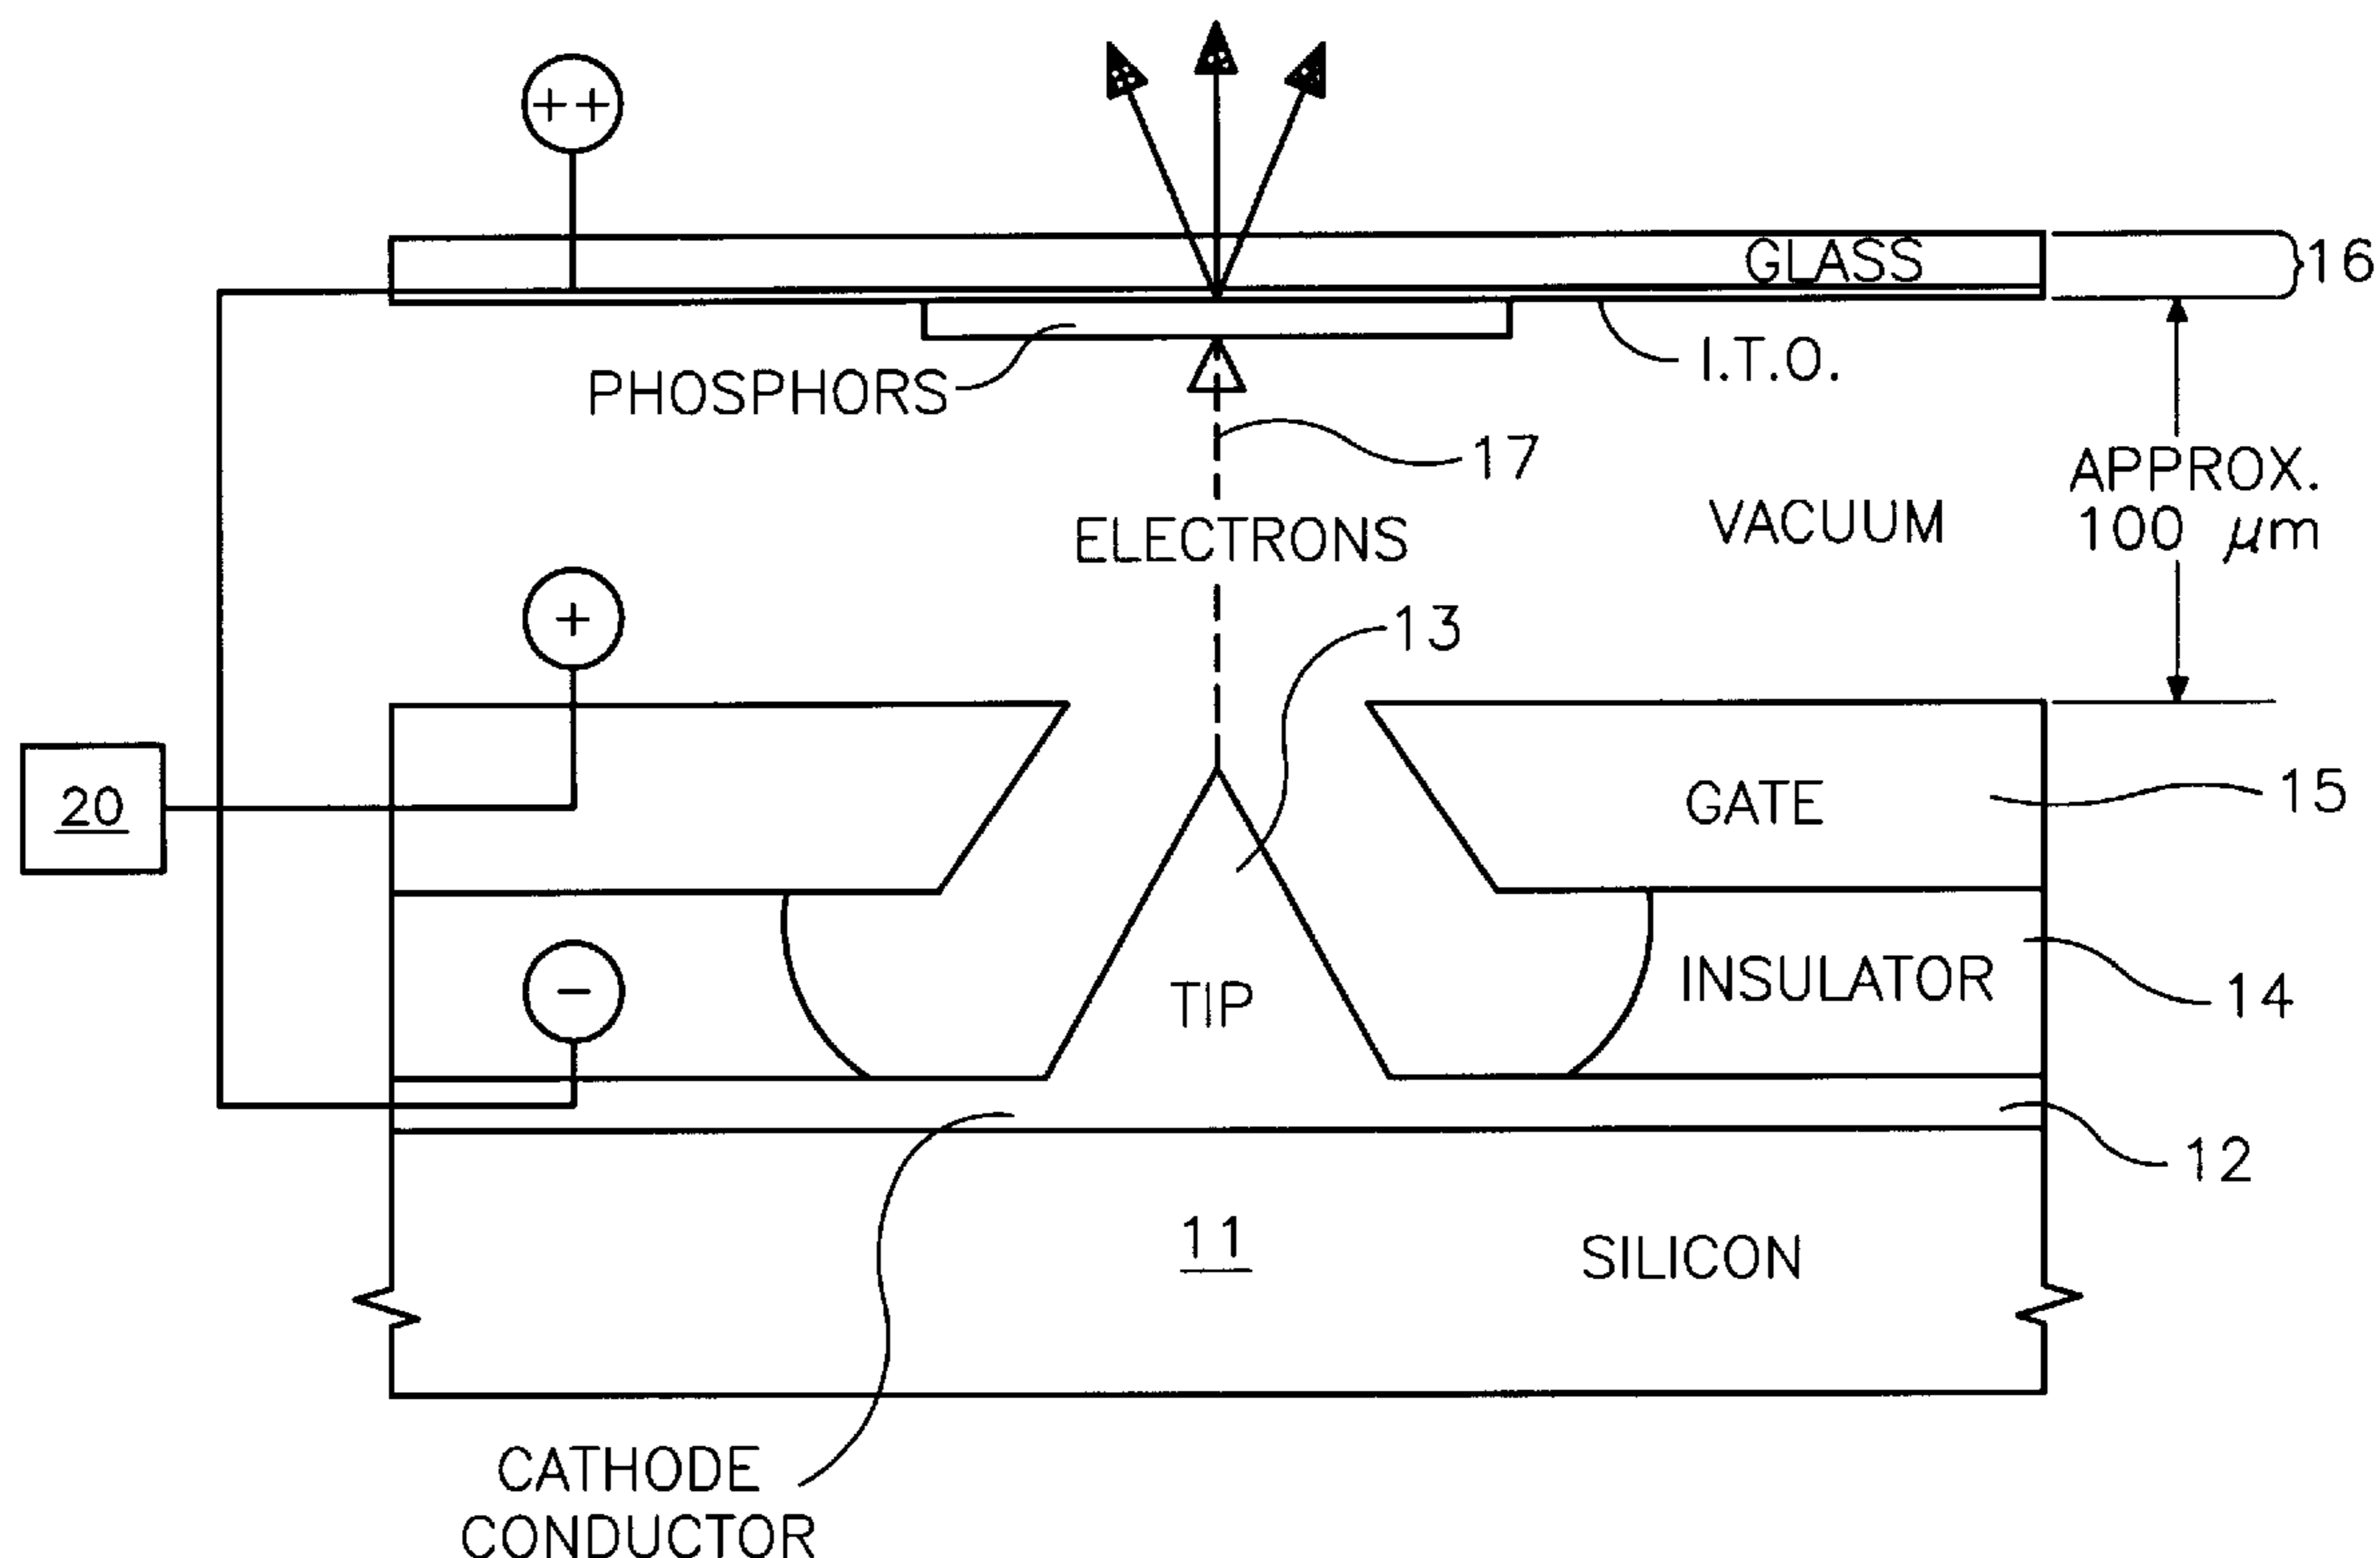 ++
GLASS
16
PHOSPHORS
I.T.O.
17
APPROX.
100 μm
ELECTRONS
VACUUM
+
13
20
GATE
15
−
TIP
INSULATOR
14
12
11
SILICON
CATHODE
CONDUCTOR